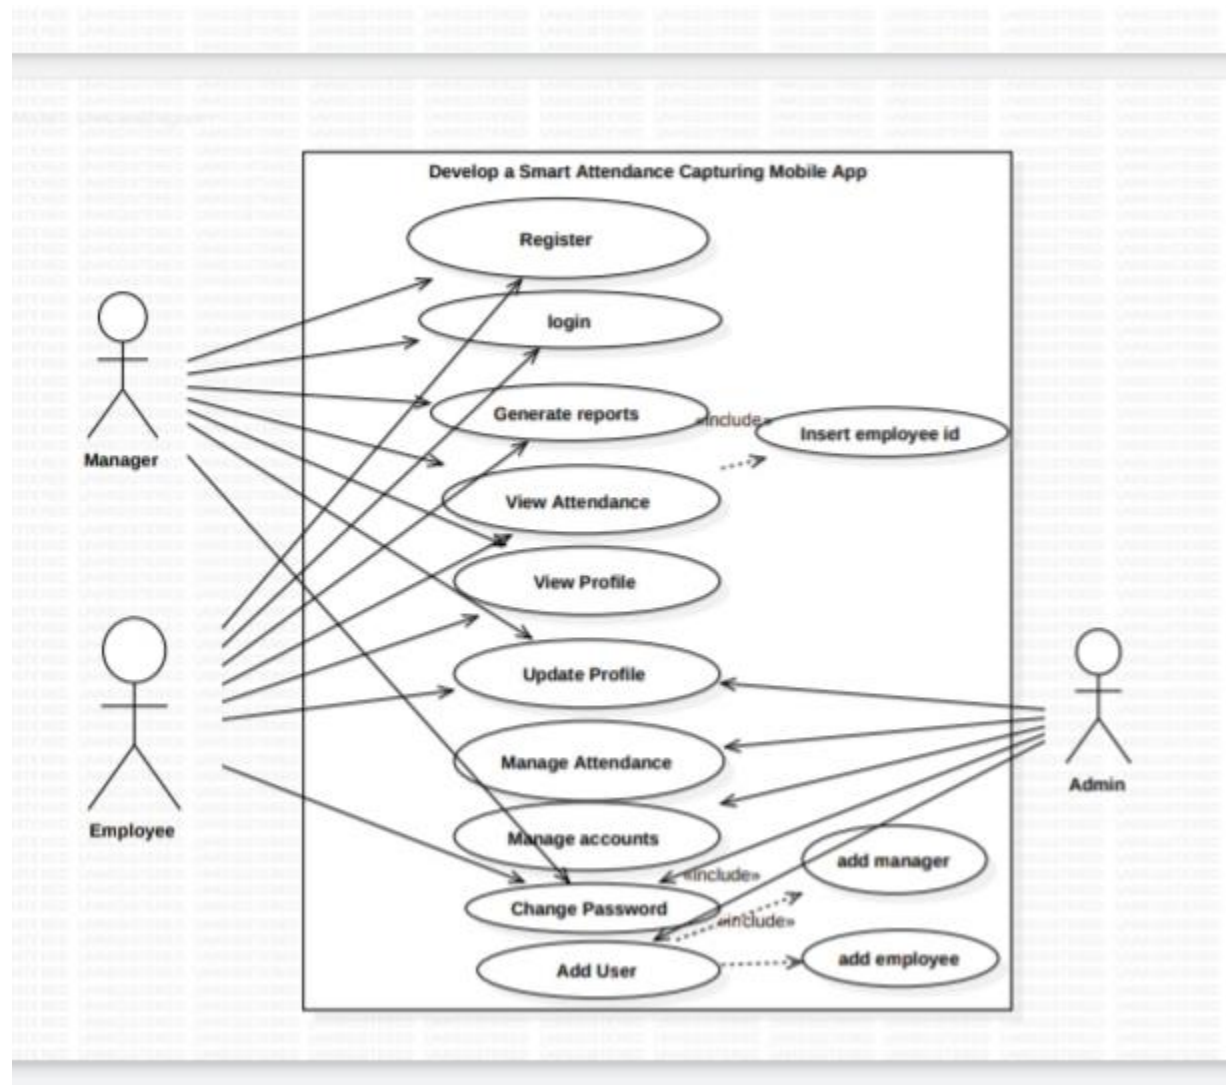 Develop a Smart Attendance Capturing Mobile App
Register
login
Manager
Generate reports
«include»
Insert employee id
View Attendance
View Profile
Update Profile
Employee
Manage Attendance
Admin
Manage accounts
add manager
«include»
Change Password
«include»
Add User
add employee